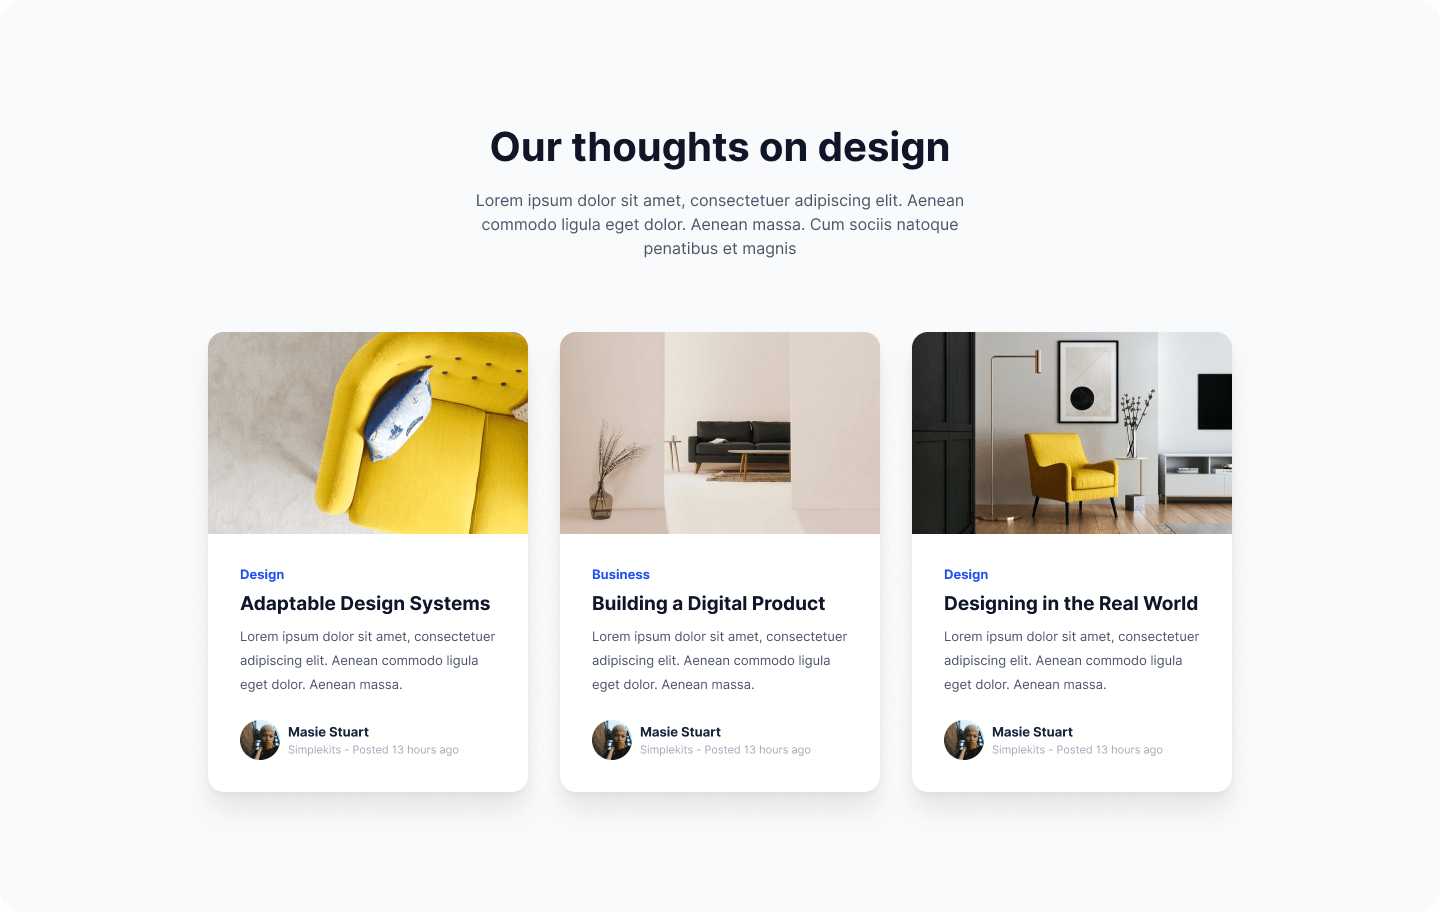 Our thoughts on design
Lorem ipsum dolor sit amet, consectetuer adipiscing elit. Aenean
commodo ligula eget dolor. Aenean massa. Cum sociis natoque
penatibus et magnis
Design
Adaptable Design Systems
Lorem ipsum dolor sit amet, consectetuer
adipiscing elit. Aenean commodo ligula
eget dolor. Aenean massa.
Masie Stuart
Simplekits - Posted 13 hours ago
Business
Building a Digital Product
Lorem ipsum dolor sit amet, consectetuer
adipiscing elit. Aenean commodo ligula
eget dolor. Aenean massa.
Masie Stuart
Simplekits - Posted 13 hours ago
Design
Designing in the Real World
Lorem ipsum dolor sit amet, consectetuer
adipiscing elit. Aenean commodo ligula
eget dolor. Aenean massa.
Masie Stuart
Simplekits - Posted 13 hours ago